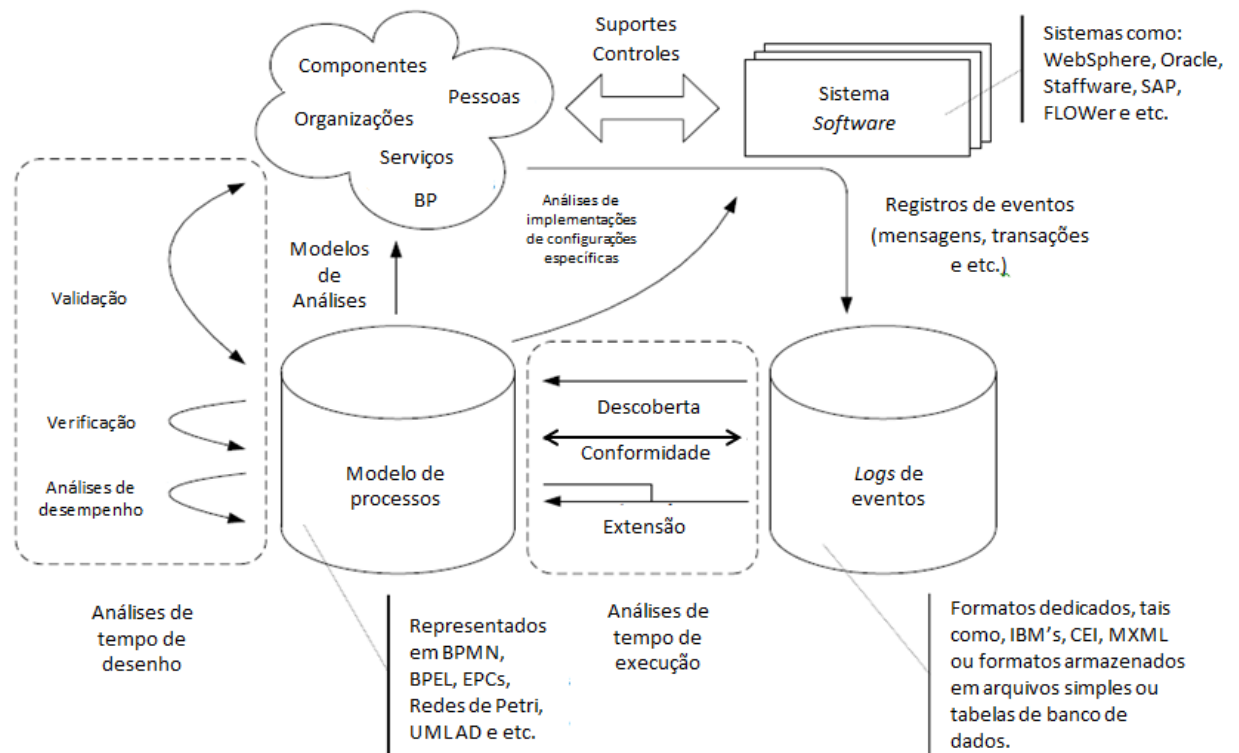 Suportes
Controles
Sistemas como:
WebSphere, Oracle,
Staffware, SAP,
FLOWer e etc.
Componentes
Pessoas
Organizações
Serviços
BP
Sistema
Software
Análises de
implementações
de configurações
específicas
Registros de eventos
(mensagens, transações
e etc.)
Modelos
de
Análises
Validação
Verificação
Análises de
desempenho
Modelo de
processos
Descoberta
Conformidade
Extensão
Logs de
eventos
Análises de
tempo de
desenho
Representados
em BPMN,
BPEL, EPCs,
Redes de Petri,
UMLAD e etc.
Análises de
tempo de
execução
Formatos dedicados, tais
como, IBM's, CEI, MXML
ou formatos armazenados
em arquivos simples ou
tabelas de banco de
dados.